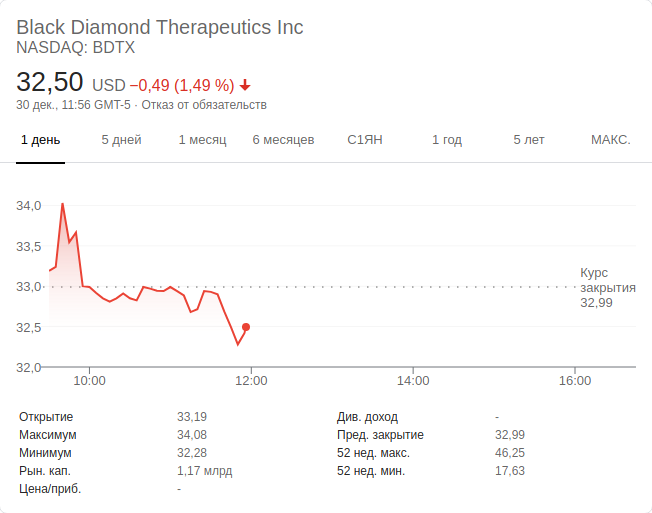 Black Diamond Therapeutics Inc
NASDAQ: BDTX
32,50 USD −0,49 (1,49 %)
30 дек., 11:56 GMT-5 · Отказ от обязательств
1 день 5 дней 1 месяц 6 месяцев С1ЯН 1 год 5 лет МАКС.
34,0
33,5
33,0
32,5
32,0
Курс
закрытия
32,99
10:00 12:00 14:00 16:00
Открытие 33,19 Див. доход -
Максимум 34,08 Пред. закрытие 32,99
Минимум 32,28 52 нед. макс. 46,25
Рын. кап. 1,17 млрд 52 нед. мин. 17,63
Цена/приб. -